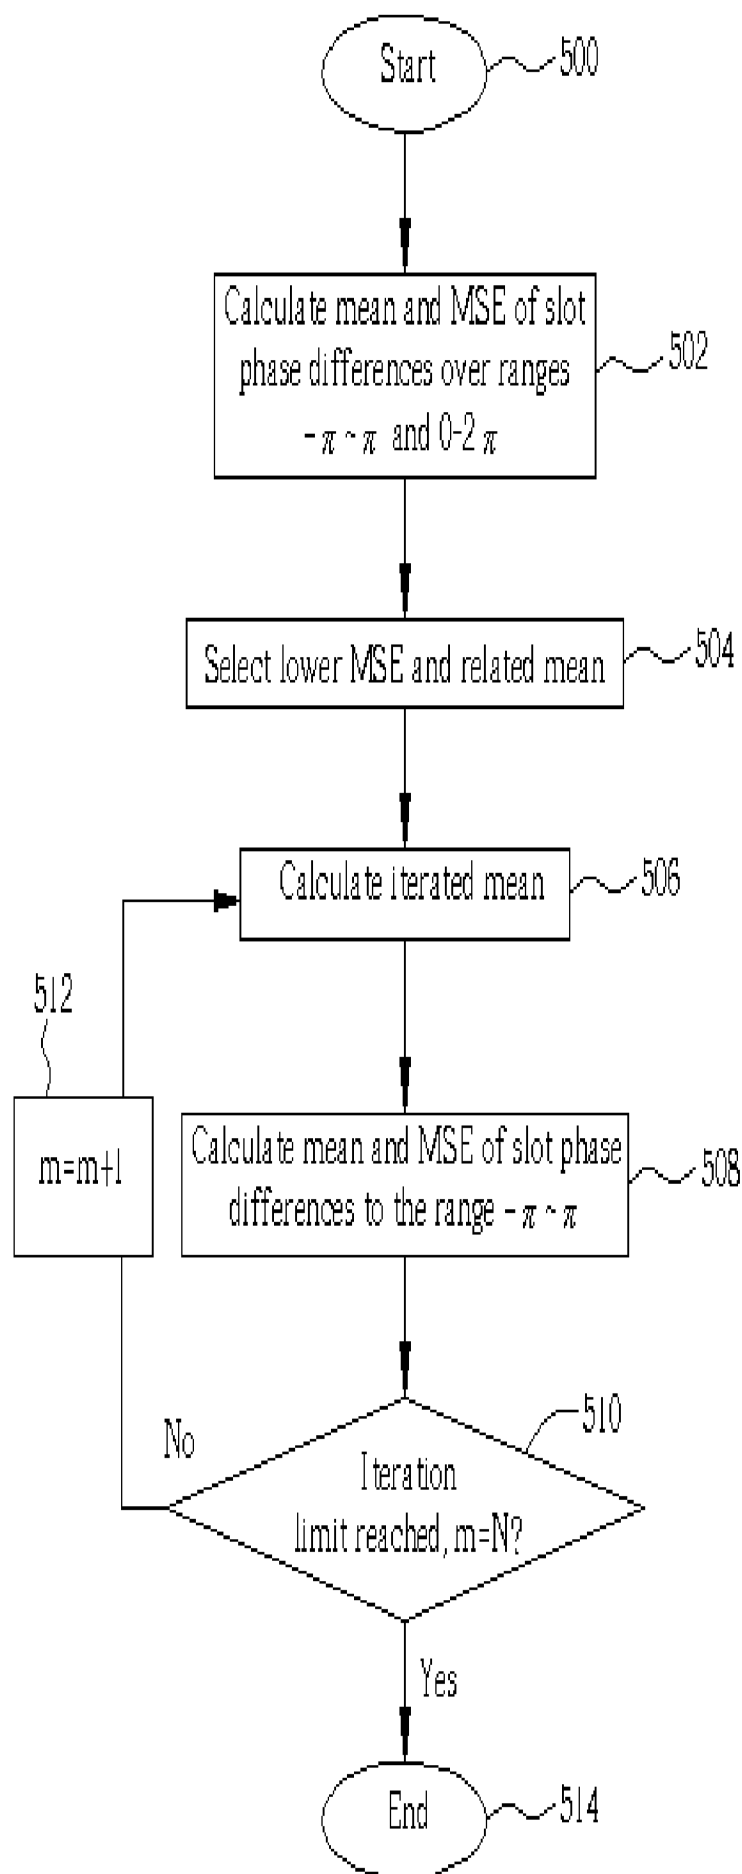 Start
500
Calculate mean and MSE of slot
phase differences over ranges
-π ~ π and 0-2π
502
Select lower MSE and related mean
504
Calculate iterated mean
506
512
m=m+1
Calculate mean and MSE of slot phase
differences to the range -π ~ π
508
510
No
Iteration
limit reached, m=N?
Yes
End
514